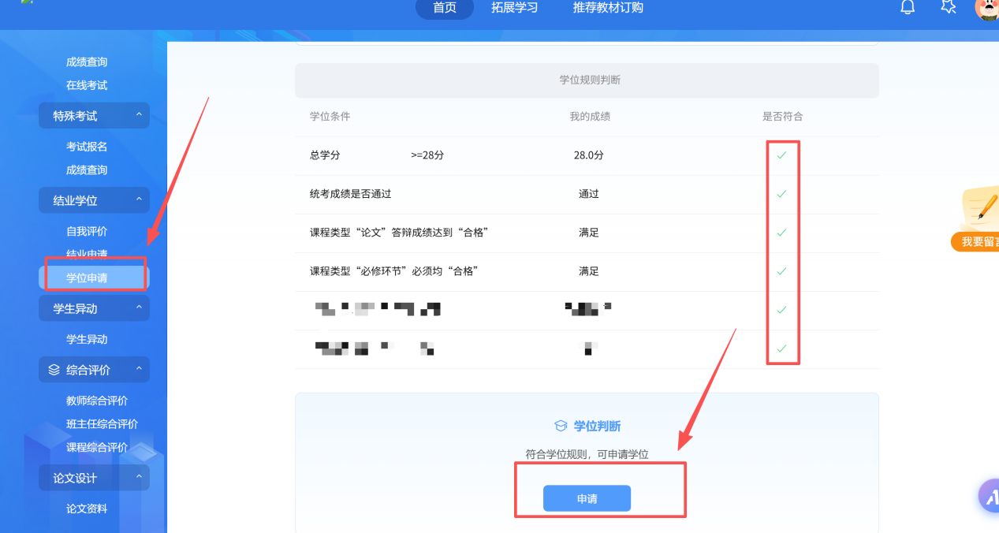 首页 拓展学习 推荐教材订购
成绩查询
在线考试
特殊考试
考试报名
成绩查询
结业学位
自我评价
结业申请
学位申请
学生异动
学生异动
综合评价
教师综合评价
班主任综合评价
课程综合评价
论文设计
论文资料
学位规则判断
学位条件 我的成绩 是否符合
总学分 >=28分 28.0分
统考成绩是否通过 通过
课程类型“论文”答辩成绩达到“合格” 满足
课程类型“必修环节”必须均“合格” 满足
学位判断
符合学位规则，可申请学位
申请
我要留言